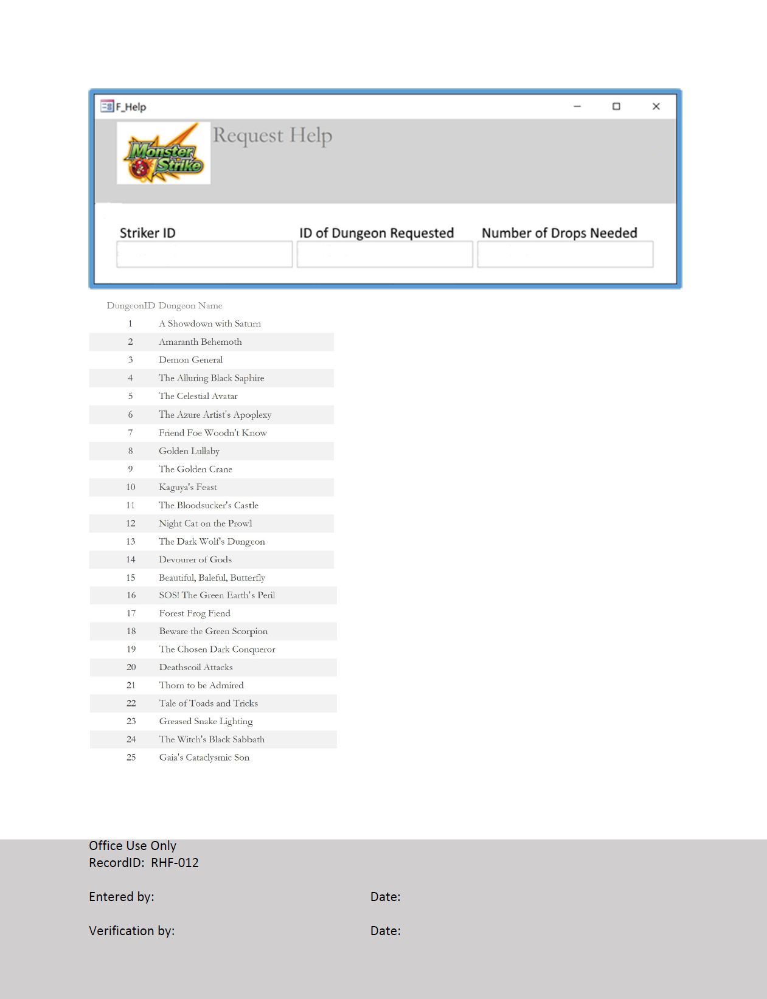 F_Help
Monster
Strike
Request Help
Striker ID ID of Dungeon Requested Number of Drops Needed
DungeonID Dungeon Name
1 A Showdown with Saturn
2 Amaranth Behemoth
3 Demon General
4 The Alluring Black Saphire
5 The Celestial Avatar
6 The Azure Artist's Apoplexy
7 Friend Foe Woodn't Know
8 Golden Lullaby
9 The Golden Crane
10 Kaguya's Feast
11 The Bloodsucker's Castle
12 Night Cat on the Prowl
13 The Dark Wolf's Dungeon
14 Devourer of Gods
15 Beautiful, Baleful, Butterfly
16 SOS! The Green Earth's Peril
17 Forest Frog Fiend
18 Beware the Green Scorpion
19 The Chosen Dark Conqueror
20 Deathscoil Attacks
21 Thorn to be Admired
22 Tale of Toads and Tricks
23 Greased Snake Lighting
24 The Witch's Black Sabbath
25 Gaia's Cataclysmic Son
Office Use Only
RecordID: RHF-012
Entered by: Date:
Verification by: Date: